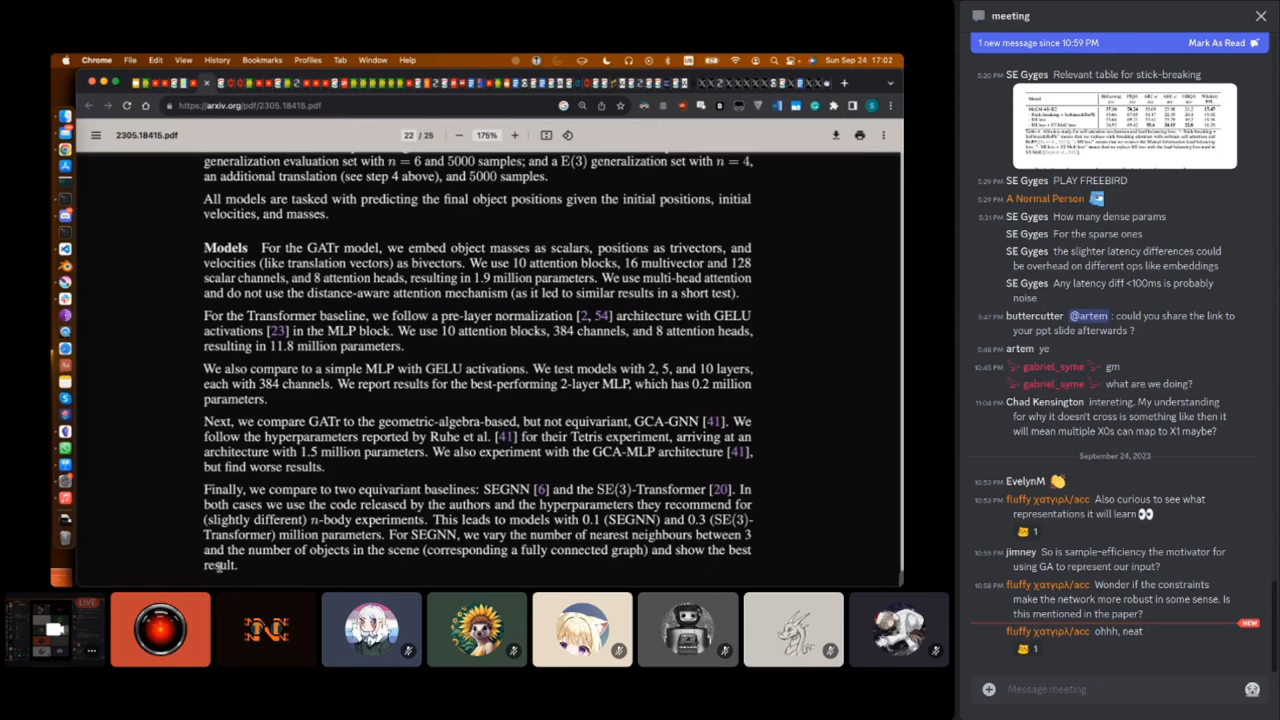 Chrome File Edit View History Bookmarks Profiles Tab Window Help
Sun Sep 24 17:02
https://arxiv.org/pdf/2305.18415.pdf
2305.18415.pdf
22 / 25
175%
generalization evaluation set with n = 6 and 5000 samples; and a E(3) generalization set with n = 4,
an additional translation (see step 4 above), and 5000 samples.
All models are tasked with predicting the final object positions given the initial positions, initial
velocities, and masses.
Models For the GATr model, we embed object masses as scalars, positions as trivectors, and
velocities (like translation vectors) as bivectors. We use 10 attention blocks, 16 multivector and 128
scalar channels, and 8 attention heads, resulting in 1.9 million parameters. We use multi-head attention
and do not use the distance-aware attention mechanism (as it led to similar results in a short test).
For the Transformer baseline, we follow a pre-layer normalization [2, 54] architecture with GELU
activations [23] in the MLP block. We use 10 attention blocks, 384 channels, and 8 attention heads,
resulting in 11.8 million parameters.
We also compare to a simple MLP with GELU activations. We test models with 2, 5, and 10 layers,
each with 384 channels. We report results for the best-performing 2-layer MLP, which has 0.2 million
parameters.
Next, we compare GATr to the geometric-algebra-based, but not equivariant, GCA-GNN [41]. We
follow the hyperparameters reported by Ruhe et al. [41] for their Tetris experiment, arriving at an
architecture with 1.5 million parameters. We also experiment with the GCA-MLP architecture [41],
but find worse results.
Finally, we compare to two equivariant baselines: SEGNN [6] and the SE(3)-Transformer [20]. In
both cases we use the code released by the authors and the hyperparameters they recommend for
(slightly different) n-body experiments. This leads to models with 0.1 (SEGNN) and 0.3 (SE(3)-
Transformer) million parameters. For SEGNN, we vary the number of nearest neighbours between 3
and the number of objects in the scene (corresponding a fully connected graph) and show the best
result.
LIVE
meeting
1 new message since 10:59 PM Mark As Read
5:20 PM SE Gyges Relevant table for stick-breaking
5:29 PM SE Gyges PLAY FREEBIRD
5:29 PM A Normal Person
5:31 PM SE Gyges How many dense params
SE Gyges For the sparse ones
SE Gyges the slighter latency differences could
be overhead on different ops like embeddings
SE Gyges Any latency diff <100ms is probably
noise
5:47 PM buttercutter @artem : could you share the link to
your ppt slide afterwards ?
5:48 PM artem ye
10:45 PM gabriel_syme gm
gabriel_syme what are we doing?
11:04 PM Chad Kensington intereting. My understanding
for why it doesn't cross is something like then it
will mean multiple X0s can map to X1 maybe?
September 24, 2023
10:53 PM EvelynM 👏
10:53 PM fluffy χατγιρλ/acc Also curious to see what
representations it will learn 👀
1
10:55 PM jimney So is sample-efficiency the motivator for
using GA to represent our input?
10:58 PM fluffy χατγιρλ/acc Wonder if the constraints
make the network more robust in some sense. Is
this mentioned in the paper?
NEW
fluffy χατγιρλ/acc ohhh, neat
1
Message meeting